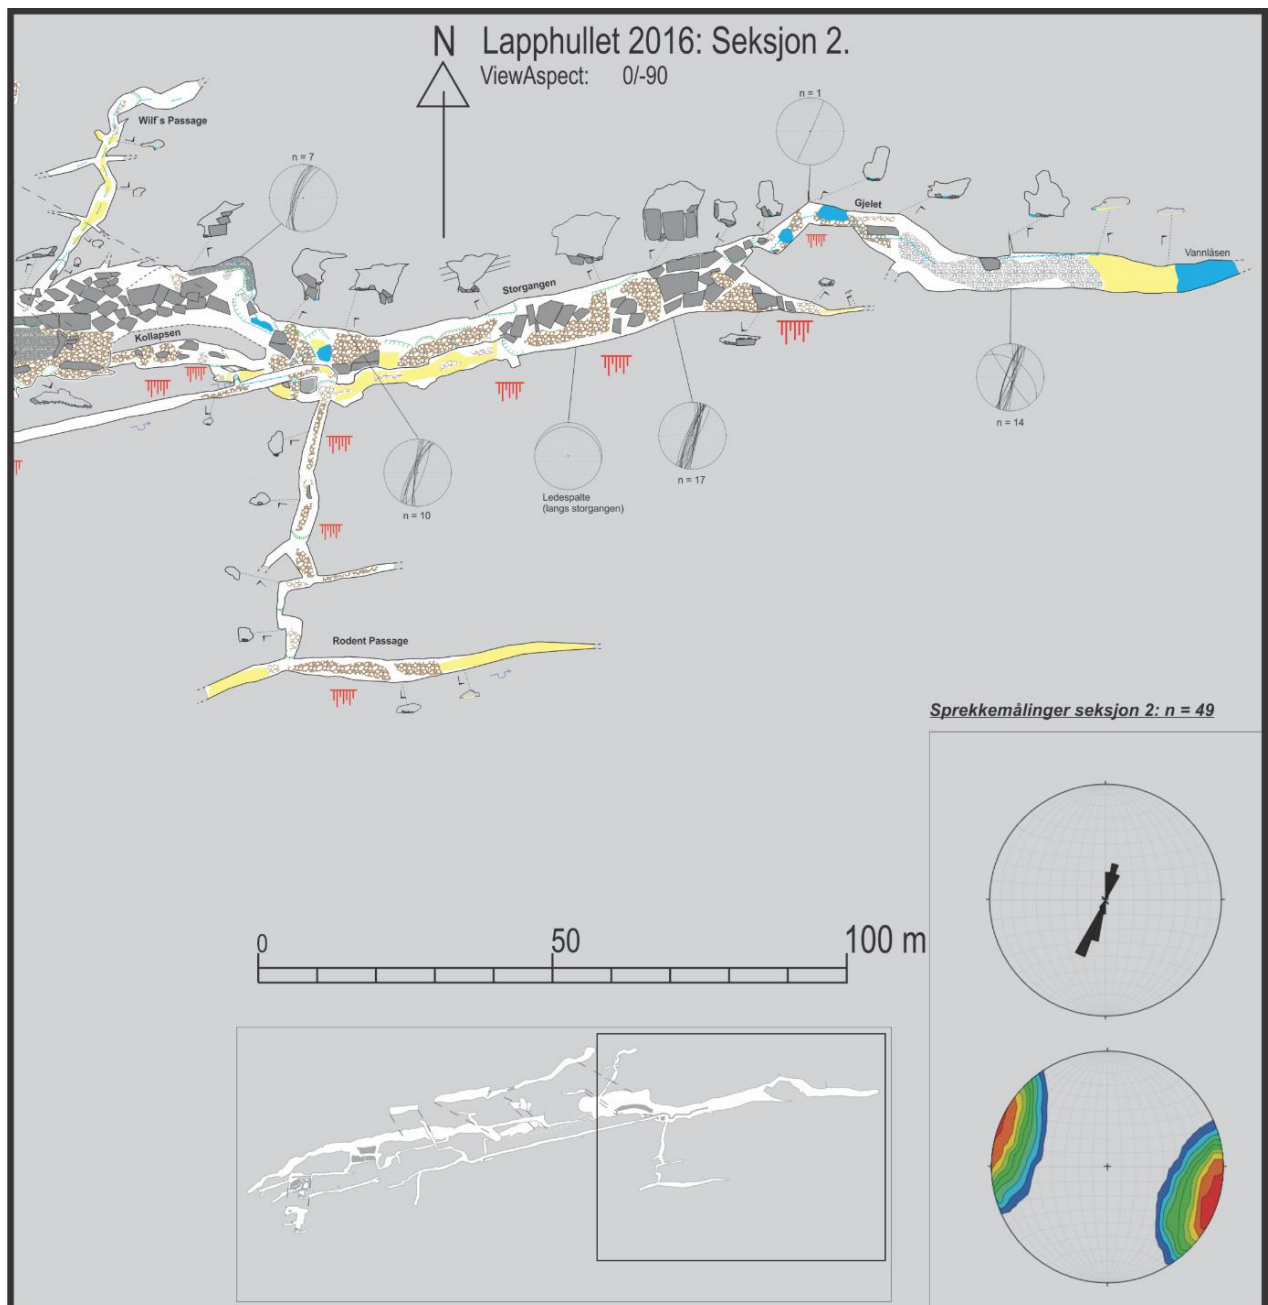 N Lapphullet 2016: Seksjon 2.
ViewAspect: 0/-90
n = 1
Wilf`s Passage
n = 7
Gjelet
Vannlåsen
Storgangen
Kollapsen
n = 14
n = 17
Ledespalte
(langs storgangen)
n = 10
Rodent Passage
Sprekkemålinger seksjon 2: n = 49
0 50 100 m